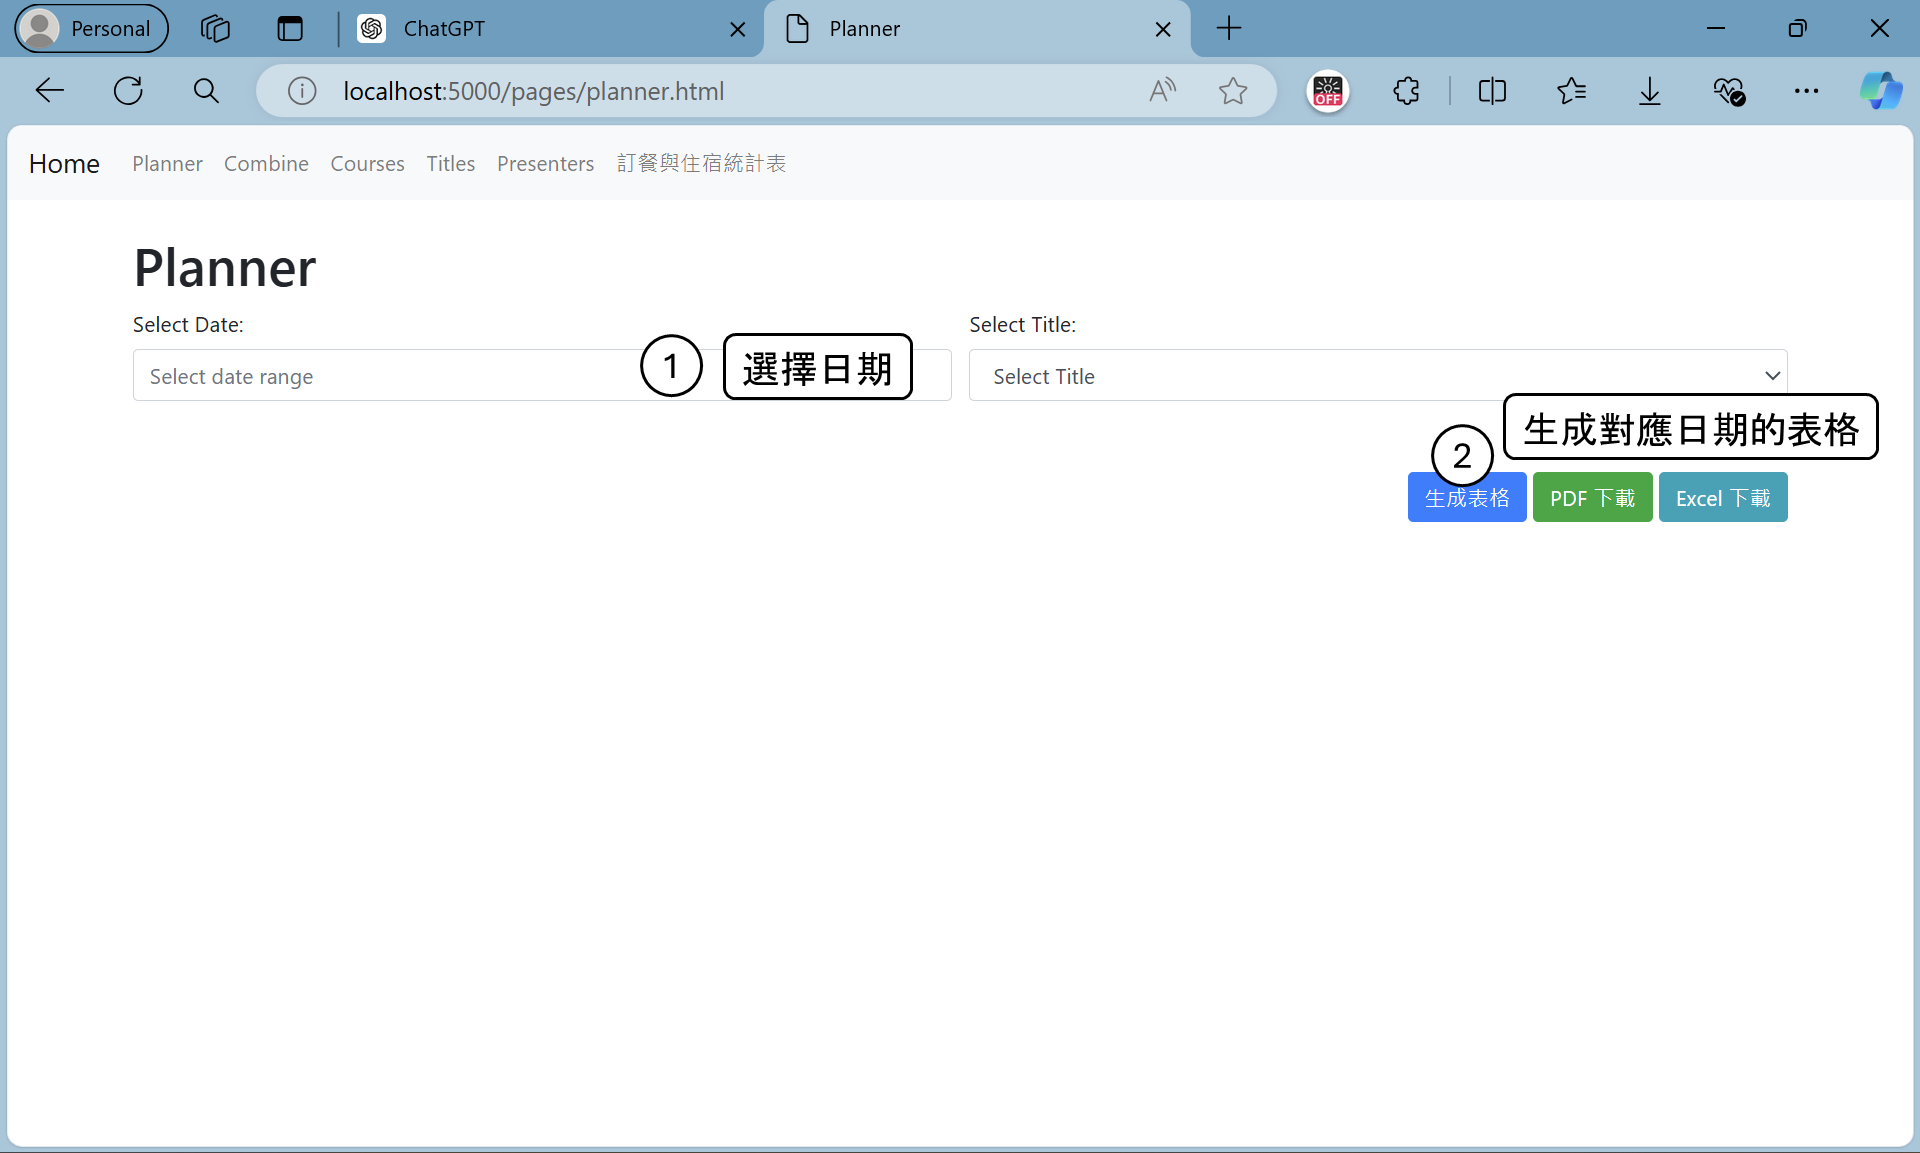 Personal
ChatGPT
Planner
localhost:5000/pages/planner.html
OFF
Home
Planner
Combine
Courses
Titles
Presenters
訂餐與住宿統計表
Planner
Select Date:
Select Title:
Select date range
1
選擇日期
Select Title
生成對應日期的表格
2
生成表格
PDF 下載
Excel 下載